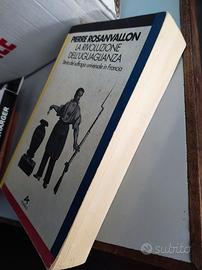 PIERRE ROSANVALLON
LA RIVOLUZIONE
DELL'UGUAGLIANZA
Storia del suffragio universale in Francia
subito